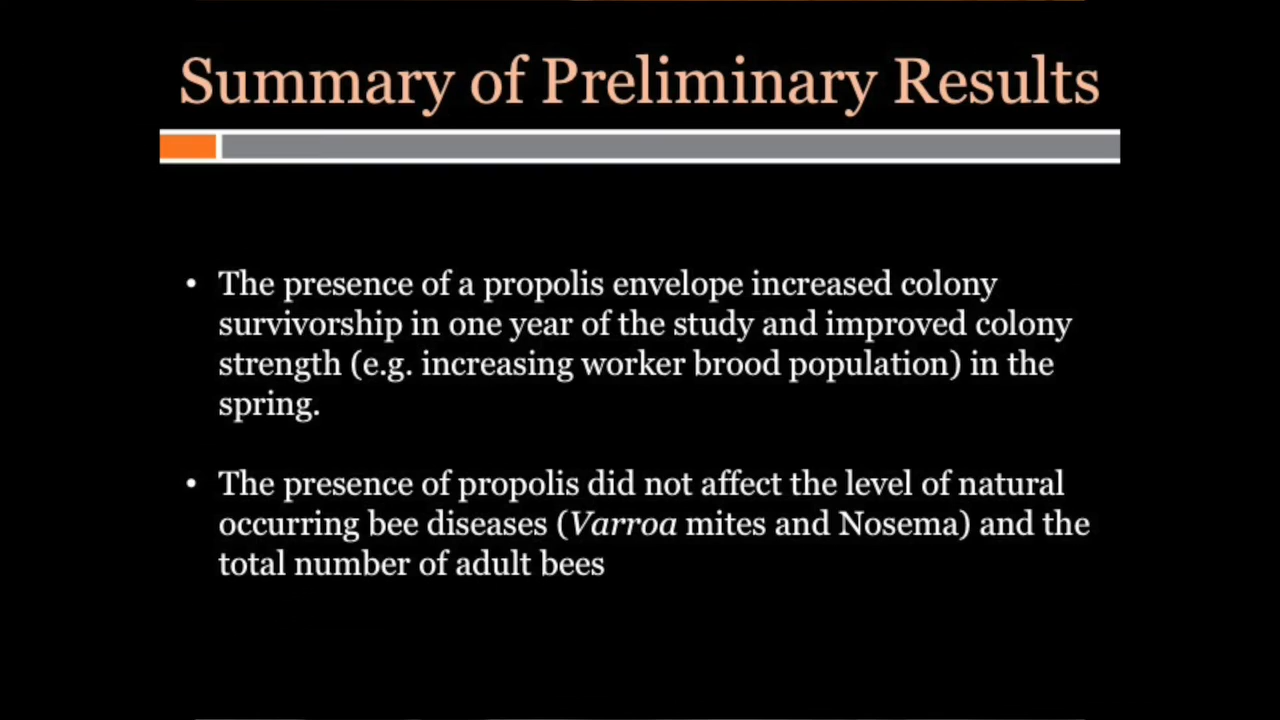 Summary of Preliminary Results
• The presence of a propolis envelope increased colony
survivorship in one year of the study and improved colony
strength (e.g. increasing worker brood population) in the
spring.
• The presence of propolis did not affect the level of natural
occurring bee diseases (Varroa mites and Nosema) and the
total number of adult bees